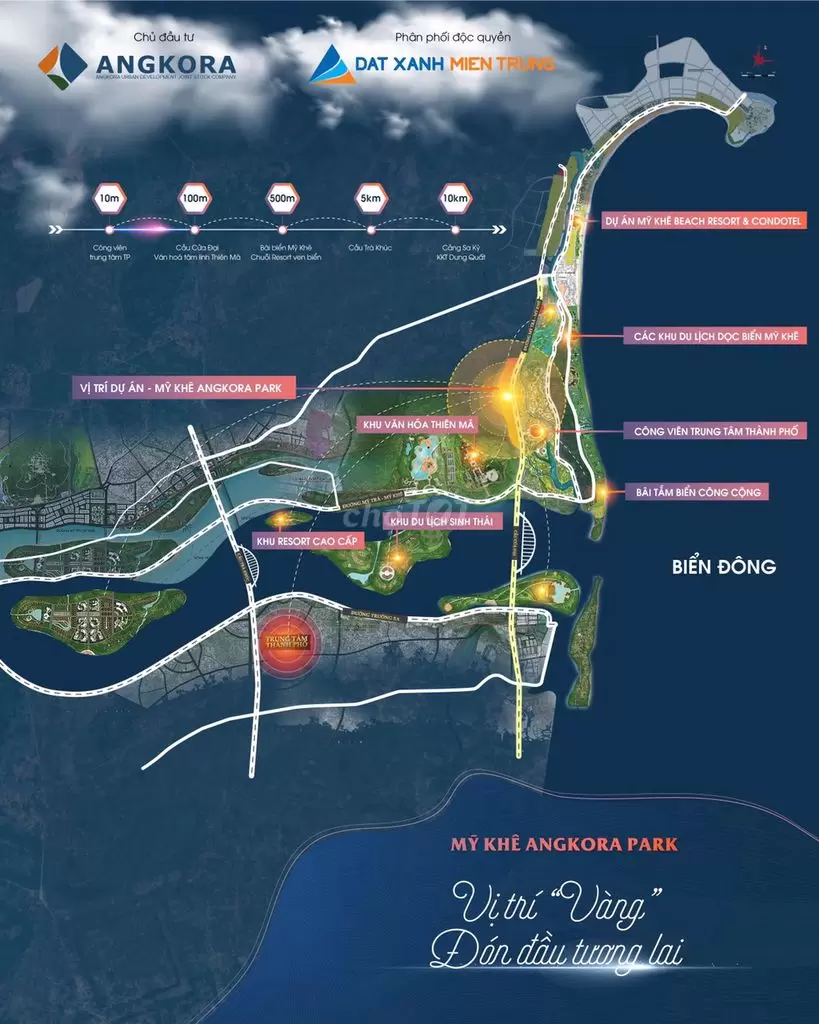 Chủ đầu tư
Phân phối độc quyền
ANGKORA
ANGKORA URBAN DEVELOPMENT JOINT STOCK COMPANY
DAT XANH MIEN TRUNG
10m
100m
500m
5km
10km
Công viên
trung tâm TP
Cầu Cửa Đại
Văn hoá tâm linh Thiên Mã
Bãi biển Mỹ Khê
Chuỗi Resort ven biển
Cầu Trà Khúc
Cảng Sa Kỳ
KKT Dung Quất
DỰ ÁN MỸ KHÊ BEACH RESORT & CONDOTEL
CÁC KHU DU LỊCH DỌC BIỂN MỸ KHÊ
VỊ TRÍ DỰ ÁN - MỸ KHÊ ANGKORA PARK
KHU VĂN HÓA THIÊN MÃ
CÔNG VIÊN TRUNG TÂM THÀNH PHỐ
BÃI TẮM BIỂN CÔNG CỘNG
ĐƯỜNG MỸ TRÀ - MỸ KHÊ
KHU DU LỊCH SINH THÁI
KHU RESORT CAO CẤP
BIỂN ĐÔNG
ĐƯỜNG TRƯỜNG SA
TRUNG TÂM
THÀNH PHỐ
MỸ KHÊ ANGKORA PARK
Vị trí “Vàng”
Đón đầu tương lai